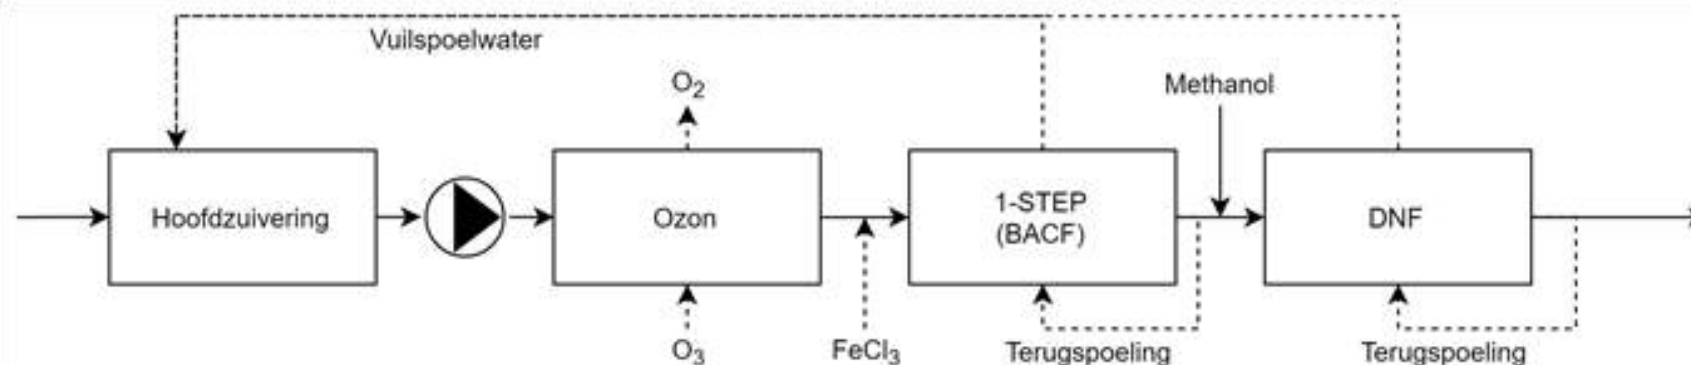 Vuilspoelwater
O2
Methanol
Hoofdzuivering
Ozon
1-STEP
(BACF)
DNF
O3
FeCl3
Terugspoeling
Terugspoeling